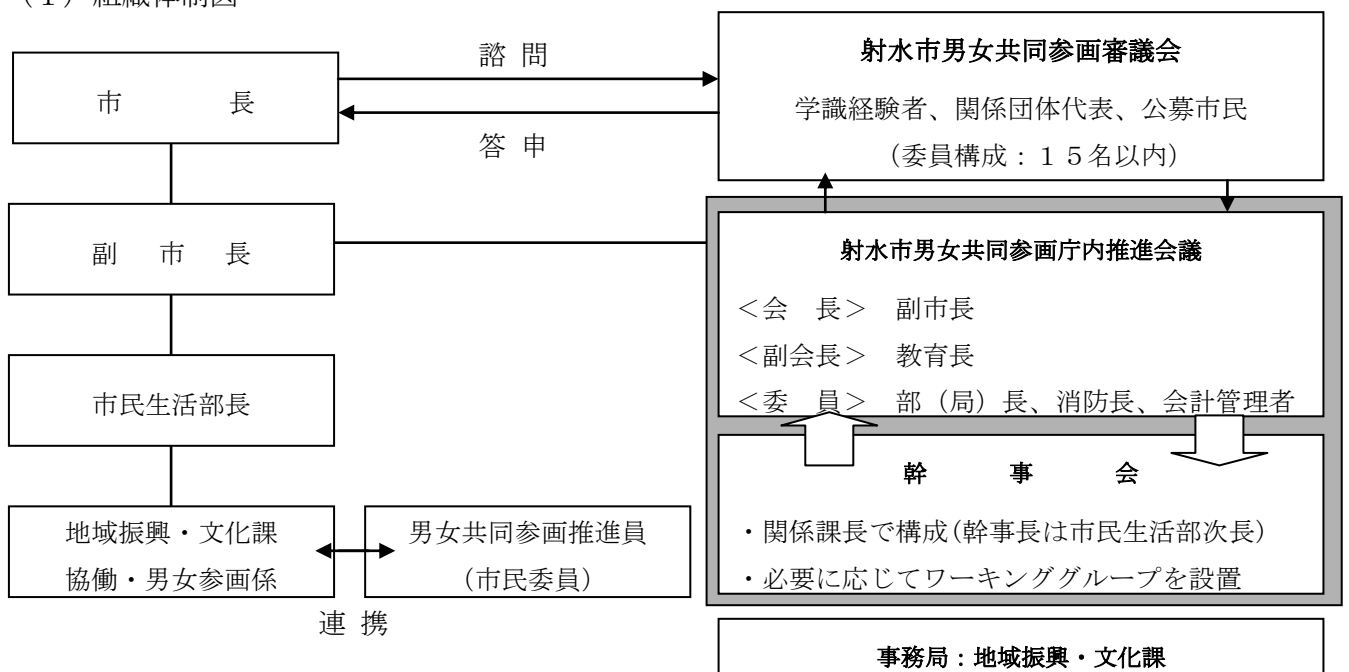 （１）組織体制図
市　　　　長
諮 問
答 申
射水市男女共同参画審議会
学識経験者、関係団体代表、公募市民
（委員構成：１５名以内）
副　市　長
射水市男女共同参画庁内推進会議
＜会　長＞　副市長
＜副会長＞　教育長
＜委　員＞　部（局）長、消防長、会計管理者
市民生活部長
幹　　事　　会
・関係課長で構成(幹事長は市民生活部次長)
・必要に応じてワーキンググループを設置
地域振興・文化課
協働・男女参画係
男女共同参画推進員
（市民委員）
連 携
事務局：地域振興・文化課